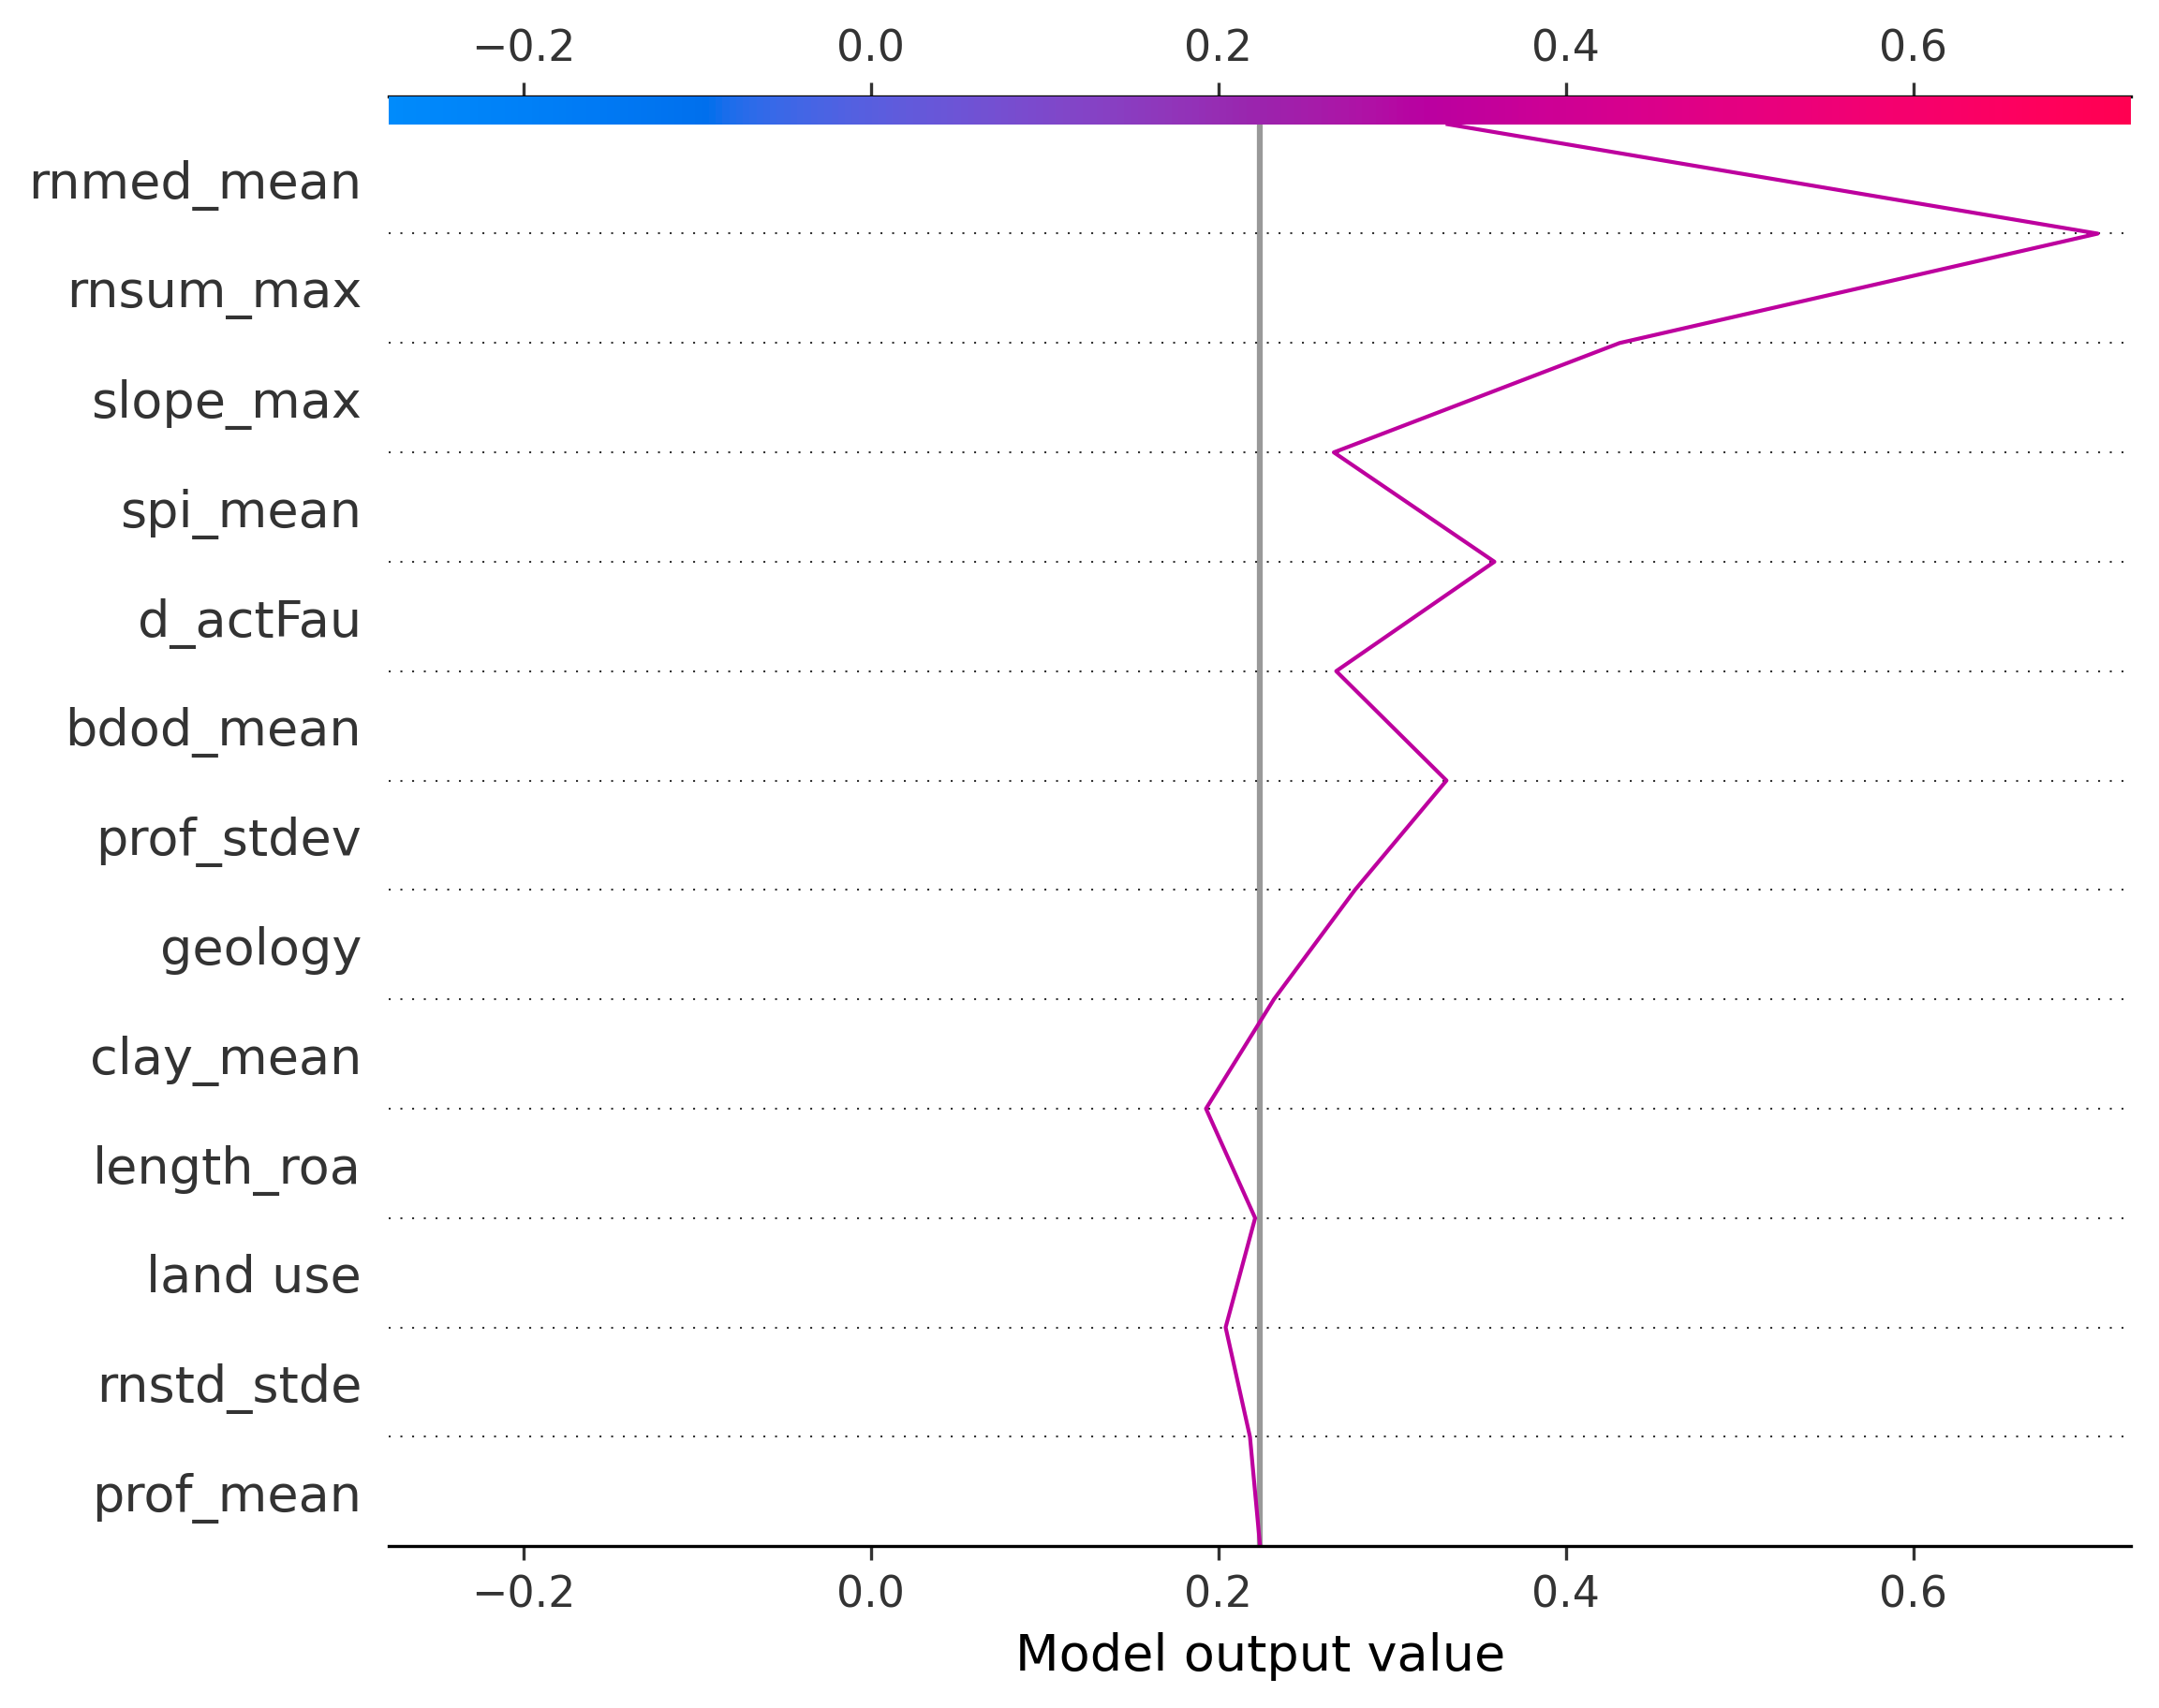 −0.2 0.0 0.2 0.4 0.6
rnmed_mean
rnsum_max
slope_max
spi_mean
d_actFau
bdod_mean
prof_stdev
geology
clay_mean
length_roa
land use
rnstd_stde
prof_mean
−0.2 0.0 0.2 0.4 0.6
Model output value